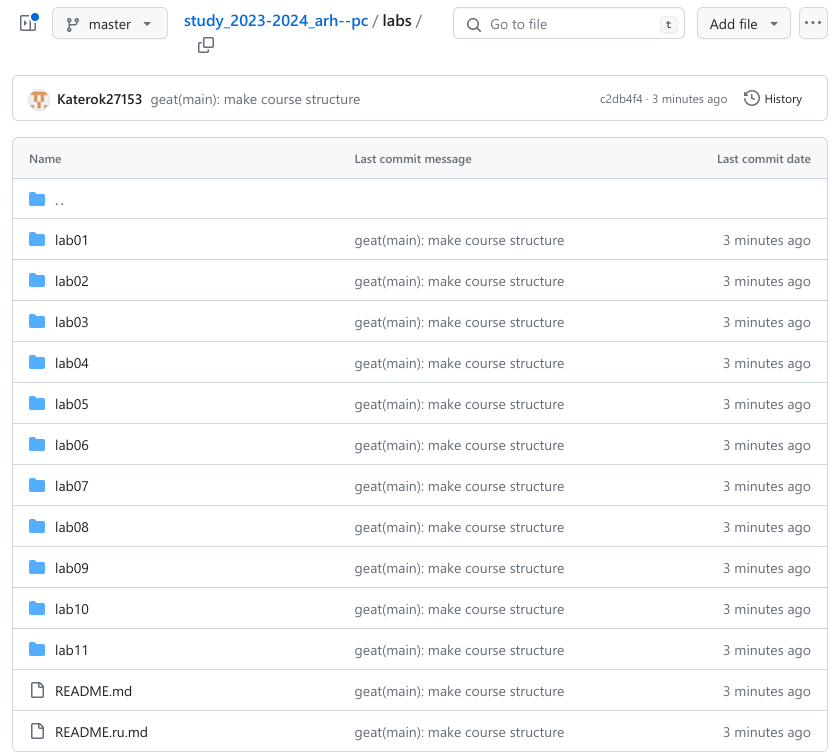 master study_2023-2024_arh--pc / labs / Go to file t Add file ...
Katerok27153 geat(main): make course structure c2db4f4 · 3 minutes ago History
Name Last commit message Last commit date
..
lab01 geat(main): make course structure 3 minutes ago
lab02 geat(main): make course structure 3 minutes ago
lab03 geat(main): make course structure 3 minutes ago
lab04 geat(main): make course structure 3 minutes ago
lab05 geat(main): make course structure 3 minutes ago
lab06 geat(main): make course structure 3 minutes ago
lab07 geat(main): make course structure 3 minutes ago
lab08 geat(main): make course structure 3 minutes ago
lab09 geat(main): make course structure 3 minutes ago
lab10 geat(main): make course structure 3 minutes ago
lab11 geat(main): make course structure 3 minutes ago
README.md geat(main): make course structure 3 minutes ago
README.ru.md geat(main): make course structure 3 minutes ago